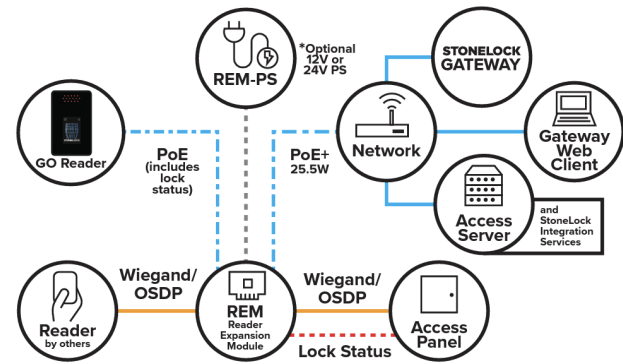 REM-PS
*Optional
12V or
24V PS
STONELOCK
GATEWAY
GO Reader
PoE
(includes
lock
status)
PoE+
25.5W
Network
Gateway
Web
Client
Access
Server
and
StoneLock
Integration
Services
Wiegand/
OSDP
Wiegand/
OSDP
Reader
by others
REM
Reader
Expansion
Module
Access
Panel
Lock Status